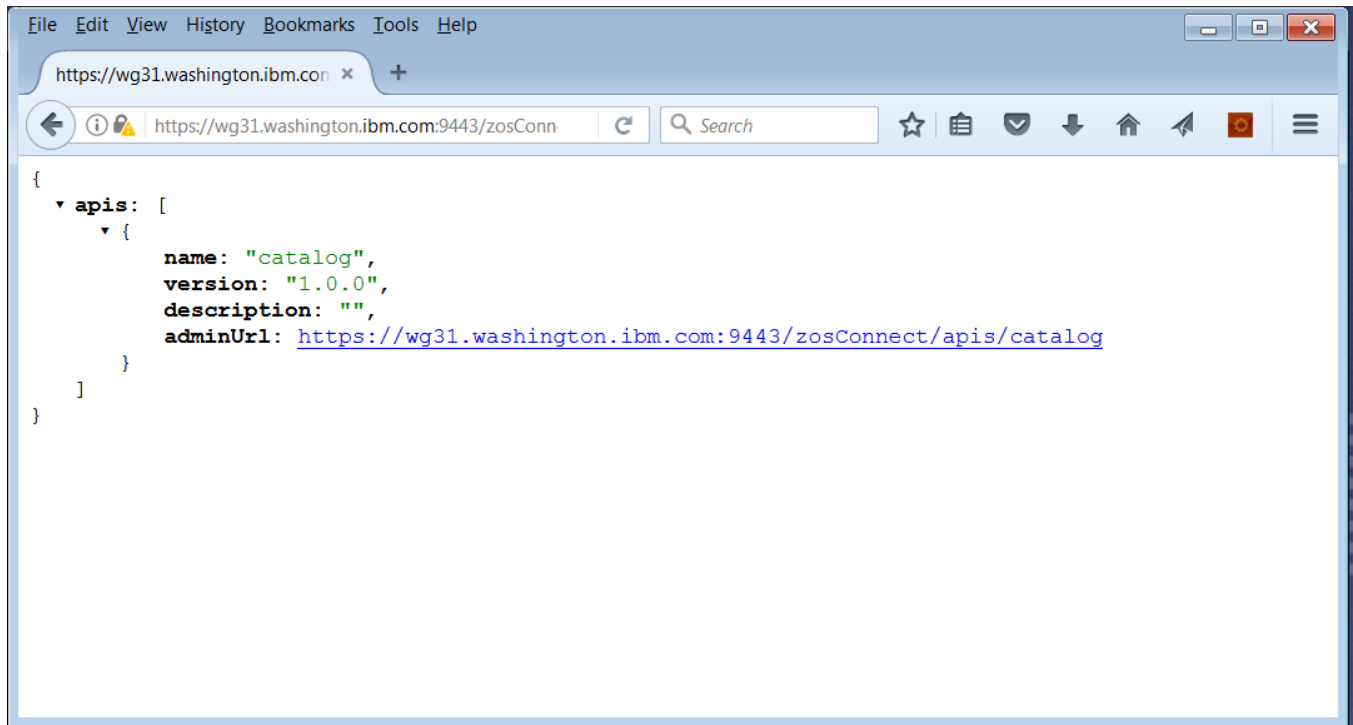 File Edit View History Bookmarks Tools Help
https://wg31.washington.ibm.con
https://wg31.washington.ibm.com:9443/zosConn
Search
{
apis: [
{
name: "catalog",
version: "1.0.0",
description: "",
adminUrl: https://wg31.washington.ibm.com:9443/zosConnect/apis/catalog
}
]
}